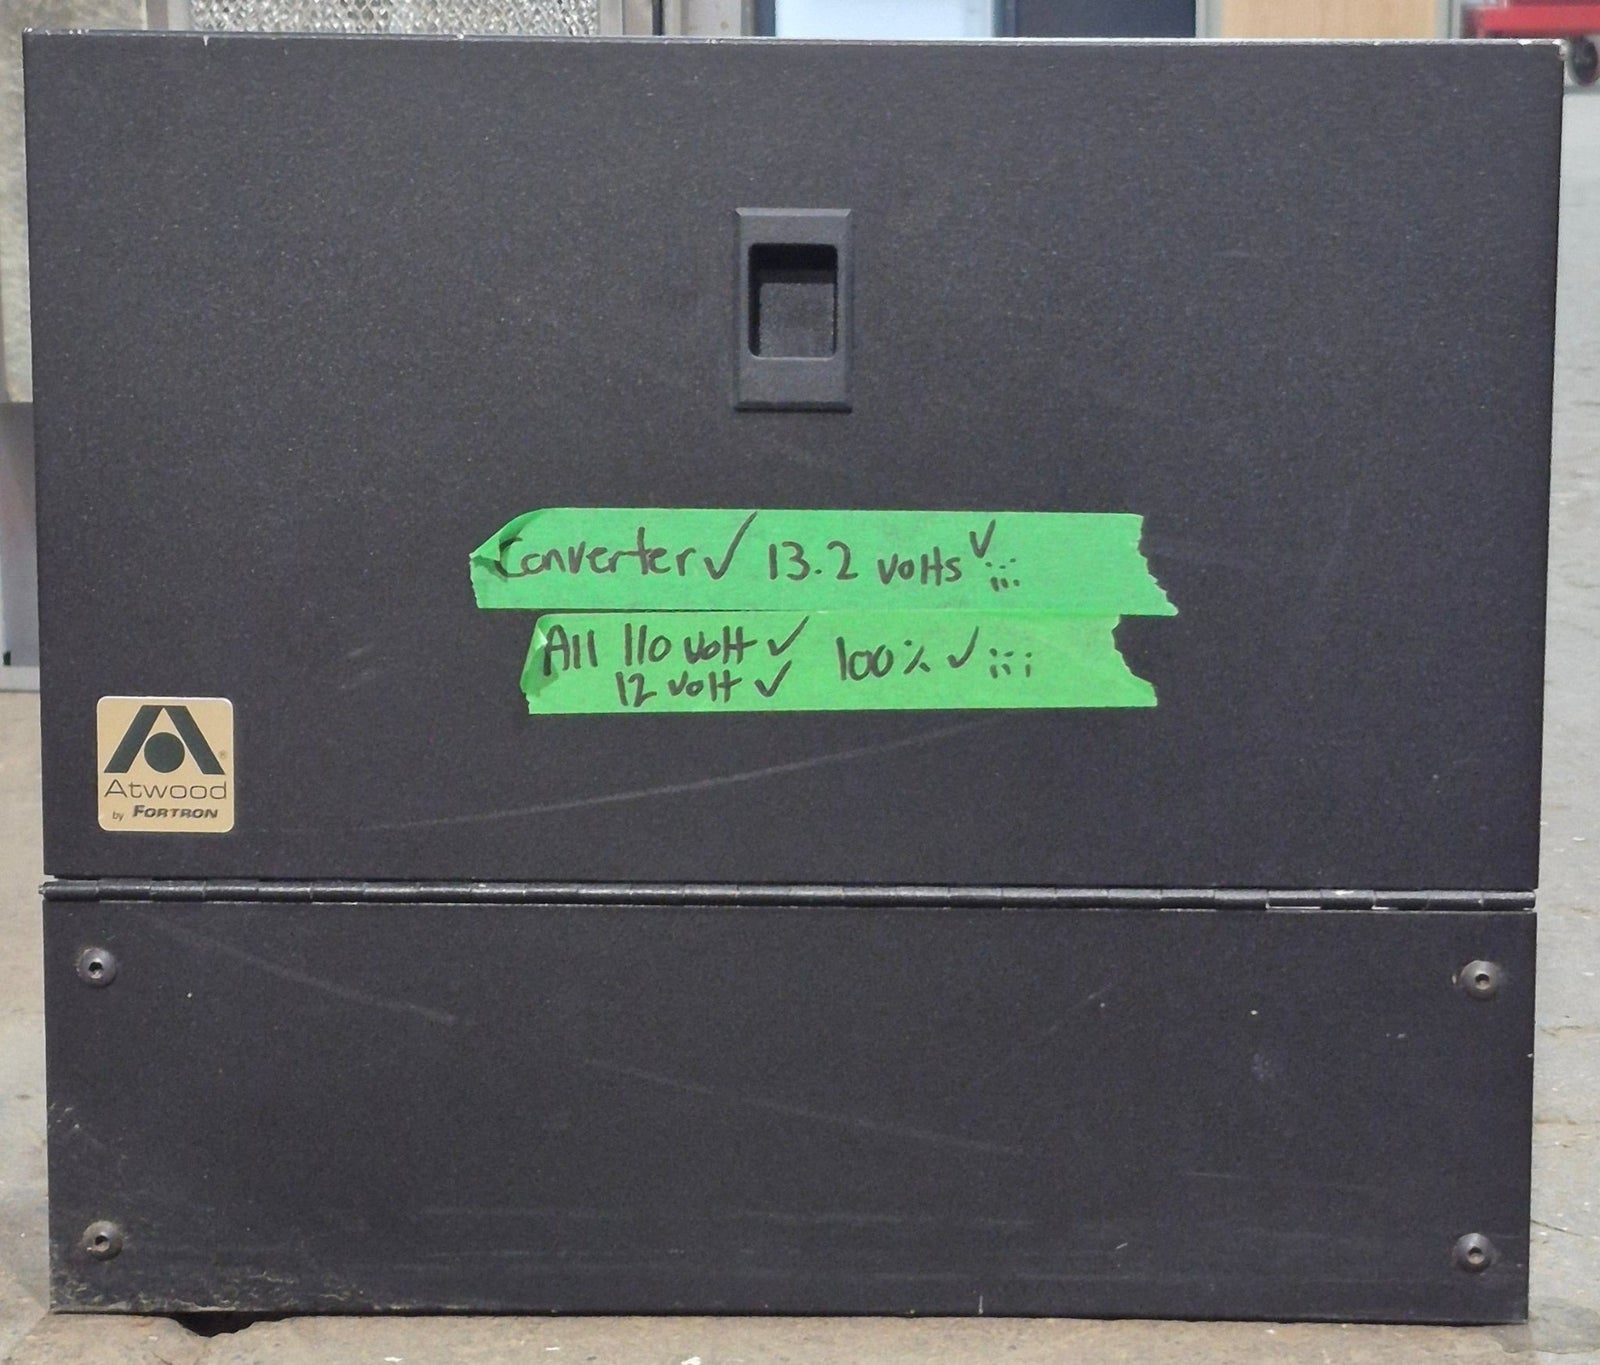 Converter✓ 13.2 volts ✓
All 110 volt ✓ 100% ✓
12 volt ✓
Atwood
by FORTRON